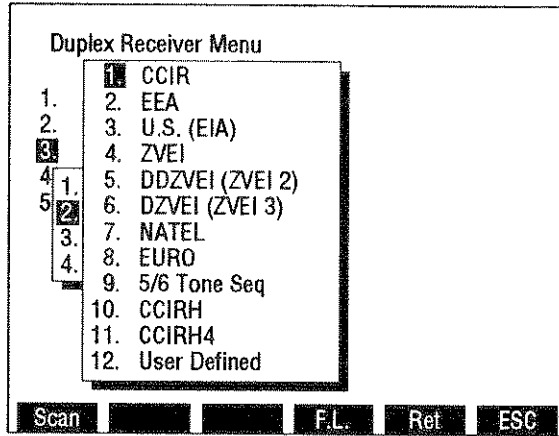 Duplex Receiver Menu
1.
2.
3.
4
5
1.
2.
3.
4.
1. CCIR
2. EEA
3. U.S. (EIA)
4. ZVEI
5. DDZVEI (ZVEI 2)
6. DZVEI (ZVEI 3)
7. NATEL
8. EURO
9. 5/6 Tone Seq
10. CCIRH
11. CCIRH4
12. User Defined
Scan F.L. Ret ESC